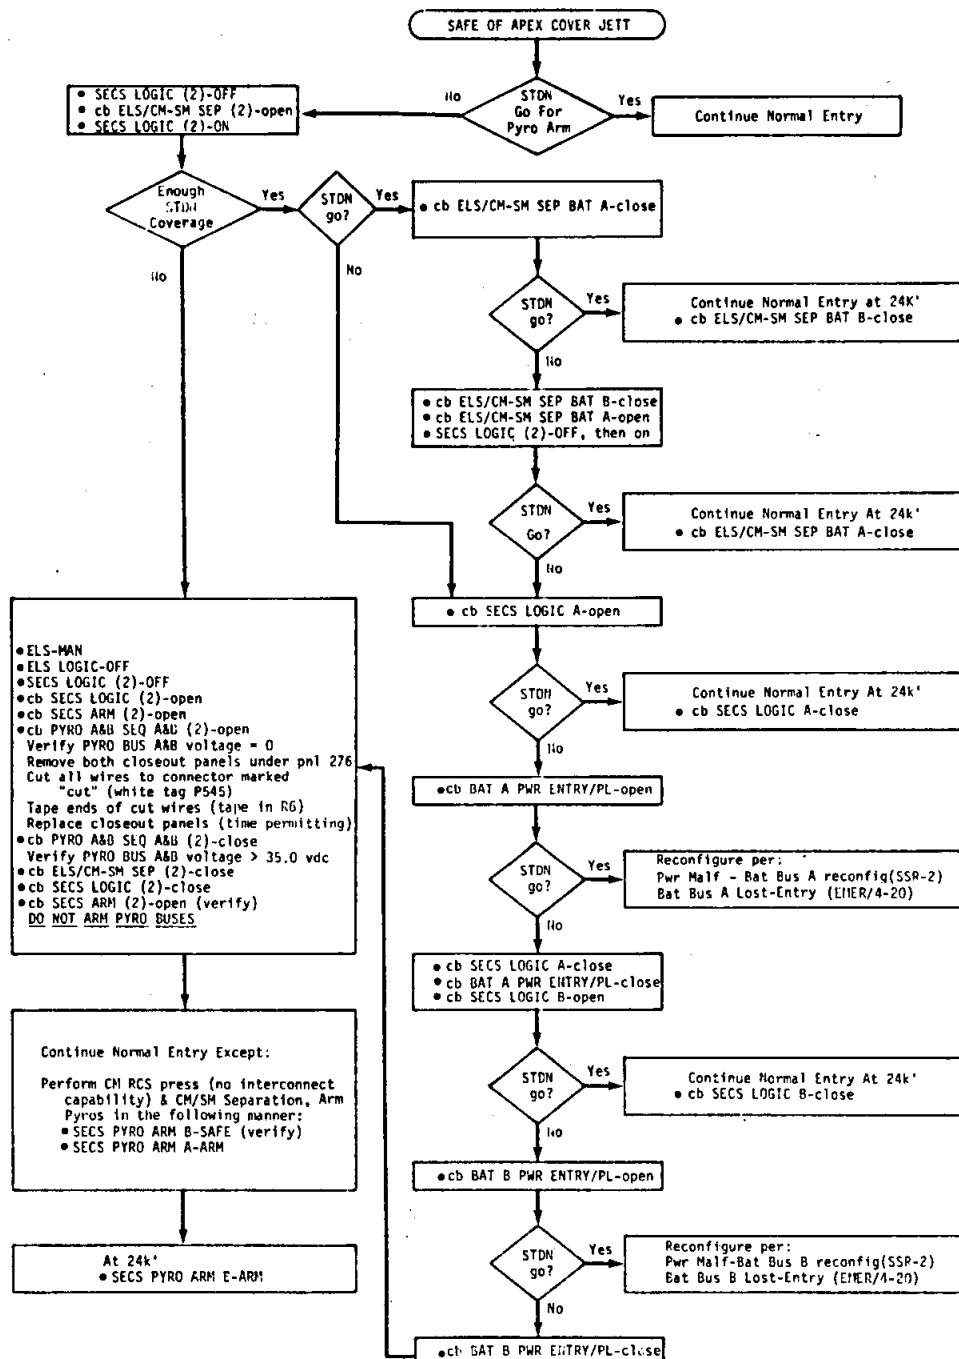 SAFE OF APEX COVER JETT
STDN
Go For
Pyro Arm
No
Yes
Continue Normal Entry
• SECS LOGIC (2)-OFF
• cb ELS/CM-SM SEP (2)-open
• SECS LOGIC (2)-ON
Enough
STDN
Coverage
Yes
No
STDN
go?
Yes
No
• cb ELS/CM-SM SEP BAT A-close
STDN
go?
Yes
No
Continue Normal Entry at 24K'
• cb ELS/CM-SM SEP BAT B-close
• cb ELS/CM-SM SEP BAT B-close
• cb ELS/CM-SM SEP BAT A-open
• SECS LOGIC (2)-OFF, then on
STDN
Go?
Yes
No
Continue Normal Entry At 24k'
• cb ELS/CM-SM SEP BAT A-close
• cb SECS LOGIC A-open
STDN
go?
Yes
No
Continue Normal Entry At 24k'
• cb SECS LOGIC A-close
• cb BAT A PWR ENTRY/PL-open
STDN
go?
Yes
No
Reconfigure per:
Pwr Malf - Bat Bus A reconfig(SSR-2)
Bat Bus A Lost-Entry (EMER/4-20)
• cb SECS LOGIC A-close
• cb BAT A PWR ENTRY/PL-close
• cb SECS LOGIC B-open
STDN
go?
Yes
No
Continue Normal Entry At 24k'
• cb SECS LOGIC B-close
• cb BAT B PWR ENTRY/PL-open
STDN
go?
Yes
No
Reconfigure per:
Pwr Malf-Bat Bus B reconfig(SSR-2)
Bat Bus B Lost-Entry (EMER/4-20)
• cb BAT B PWR ENTRY/PL-close
• ELS-MAN
• ELS LOGIC-OFF
• SECS LOGIC (2)-OFF
• cb SECS LOGIC (2)-open
• cb SECS ARM (2)-open
• cb PYRO A&B SEQ A&B (2)-open
Verify PYRO BUS A&B voltage = 0
Remove both closeout panels under pnl 276
Cut all wires to connector marked
"cut" (white tag P545)
Tape ends of cut wires (tape in R6)
Replace closeout panels (time permitting)
• cb PYRO A&B SEQ A&B (2)-close
Verify PYRO BUS A&B voltage > 35.0 vdc
• cb ELS/CM-SM SEP (2)-close
• cb SECS LOGIC (2)-close
• cb SECS ARM (2)-open (verify)
DO NOT ARM PYRO BUSES
Continue Normal Entry Except:
Perform CM RCS press (no interconnect
capability) & CM/SM Separation, Arm
Pyros in the following manner:
• SECS PYRO ARM B-SAFE (verify)
• SECS PYRO ARM A-ARM
At 24k'
• SECS PYRO ARM B-ARM